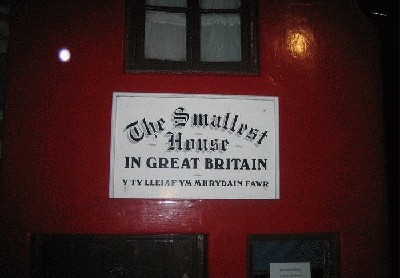 The Smallest
House
IN GREAT BRITAIN
Y TY LLEIAF YM MHRYDAIN FAWR